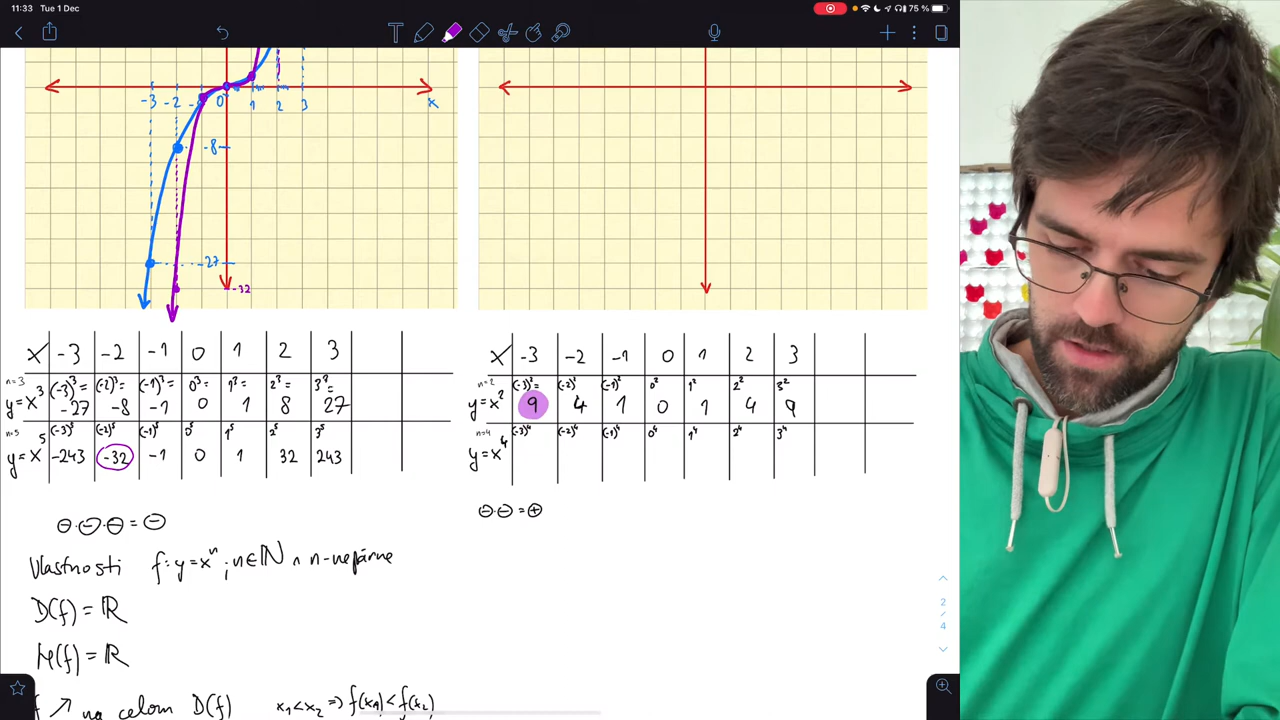 11:33 Tue 1 Dec
75 %
-3 -2 - 0 1 2 3 x
-8
-27
-32
x -3 -2 -1 0 1 2 3
n=3 (-3)³= (-2)³= (-1)³= 0³= 1³= 2³= 3³=
y=x³ -27 -8 -1 0 1 8 27
n=5 (-3)⁵ (-2)⁵ (-1)⁵ 0⁵ 1⁵ 2⁵ 3⁵
y=x⁵ -243 -32 -1 0 1 32 243
⊖·⊖·⊖=⊖
Vlastnosti f:y=xⁿ;n∈ℕ ∧ n-nepárne
D(f)=ℝ
H(f)=ℝ
f ↗ na celom D(f) x₁<x₂ => f(x₁)<f(x₂)
x -3 -2 -1 0 1 2 3
n=2 (-3)²= (-2)² (-1)² 0² 1² 2² 3²
y=x² 9 4 1 0 1 4 9
n=4 (-3)⁴ (-2)⁴ (-1)⁴ 0⁴ 1⁴ 2⁴ 3⁴
y=x⁴
⊖·⊖=⊕
2
/
4